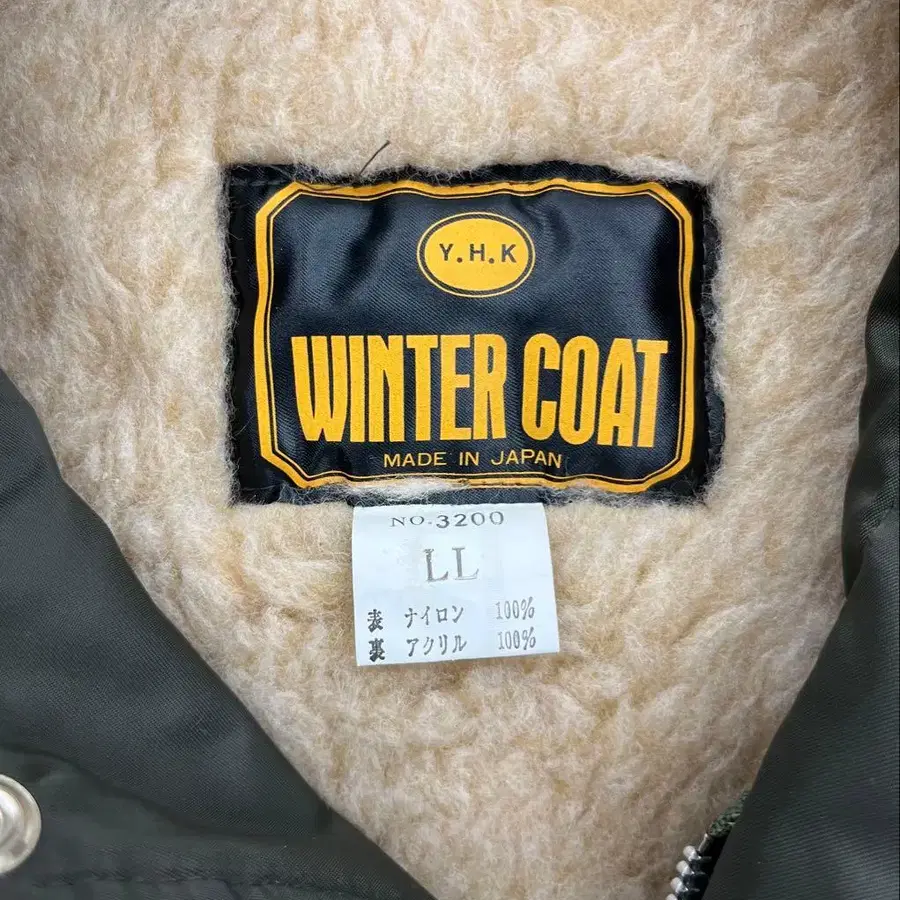 Y.H.K
WINTER COAT
MADE IN JAPAN
NO.3200
LL
表 ナイロン 100%
裏 アクリル 100%